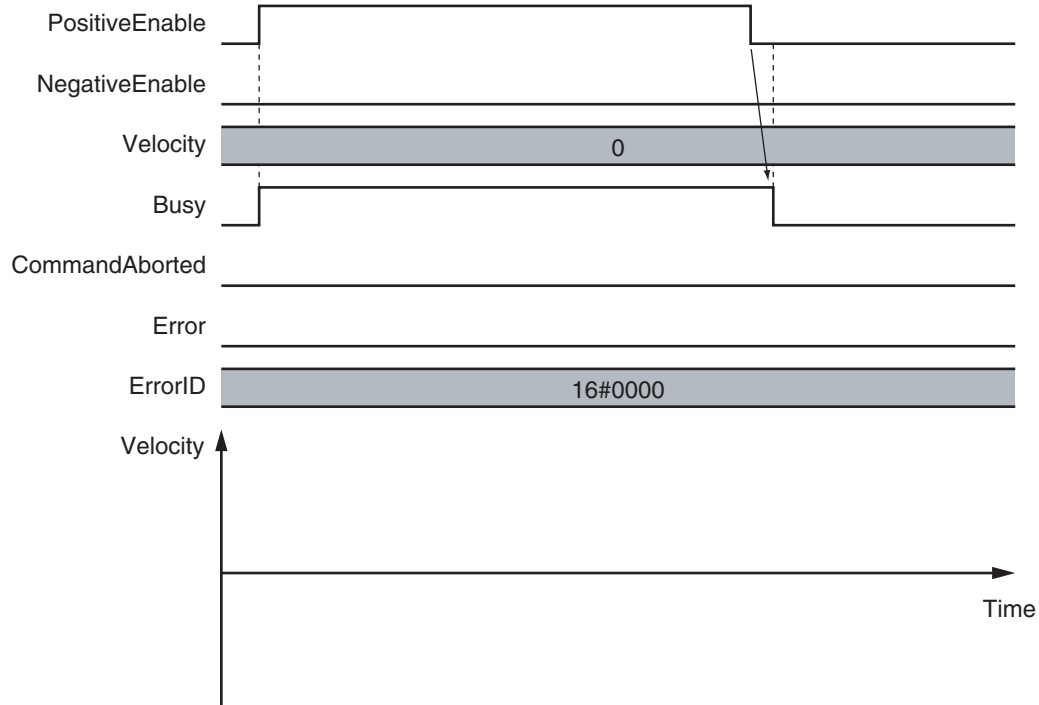 PositiveEnable
NegativeEnable
Velocity
0
Busy
CommandAborted
Error
ErrorID
16#0000
Velocity
Time